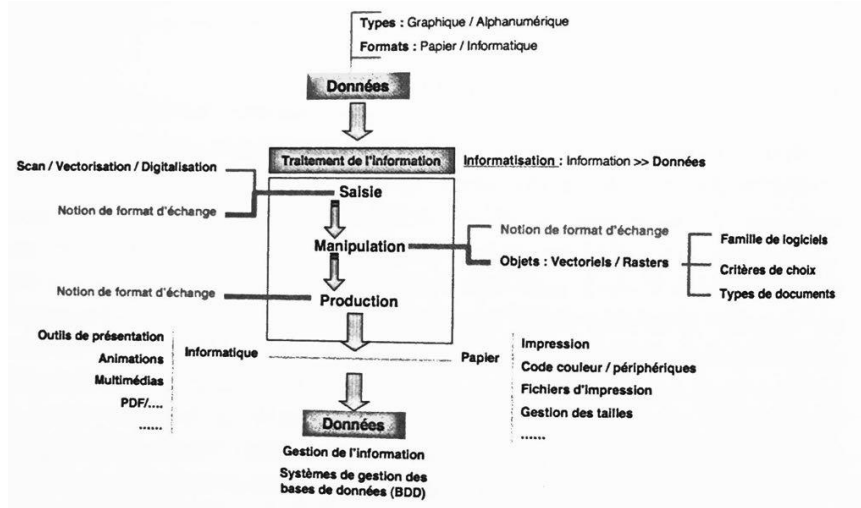 Types : Graphique / Alphanumérique
Formats : Papier / Informatique
Données
Traitement de l'information
Informatisation : Information >> Données
Scan / Vectorisation / Digitalisation
Saisie
Notion de format d'échange
Notion de format d'échange
Manipulation
Famille de logiciels
Objets : Vectoriels / Rasters
Critères de choix
Notion de format d'échange
Types de documents
Production
Outils de présentation
Animations
Multimédias
PDF/....
......
Informatique
Papier
Impression
Code couleur / périphériques
Fichiers d'impression
Gestion des tailles
......
Données
Gestion de l'information
Systèmes de gestion des
bases de données (BDD)